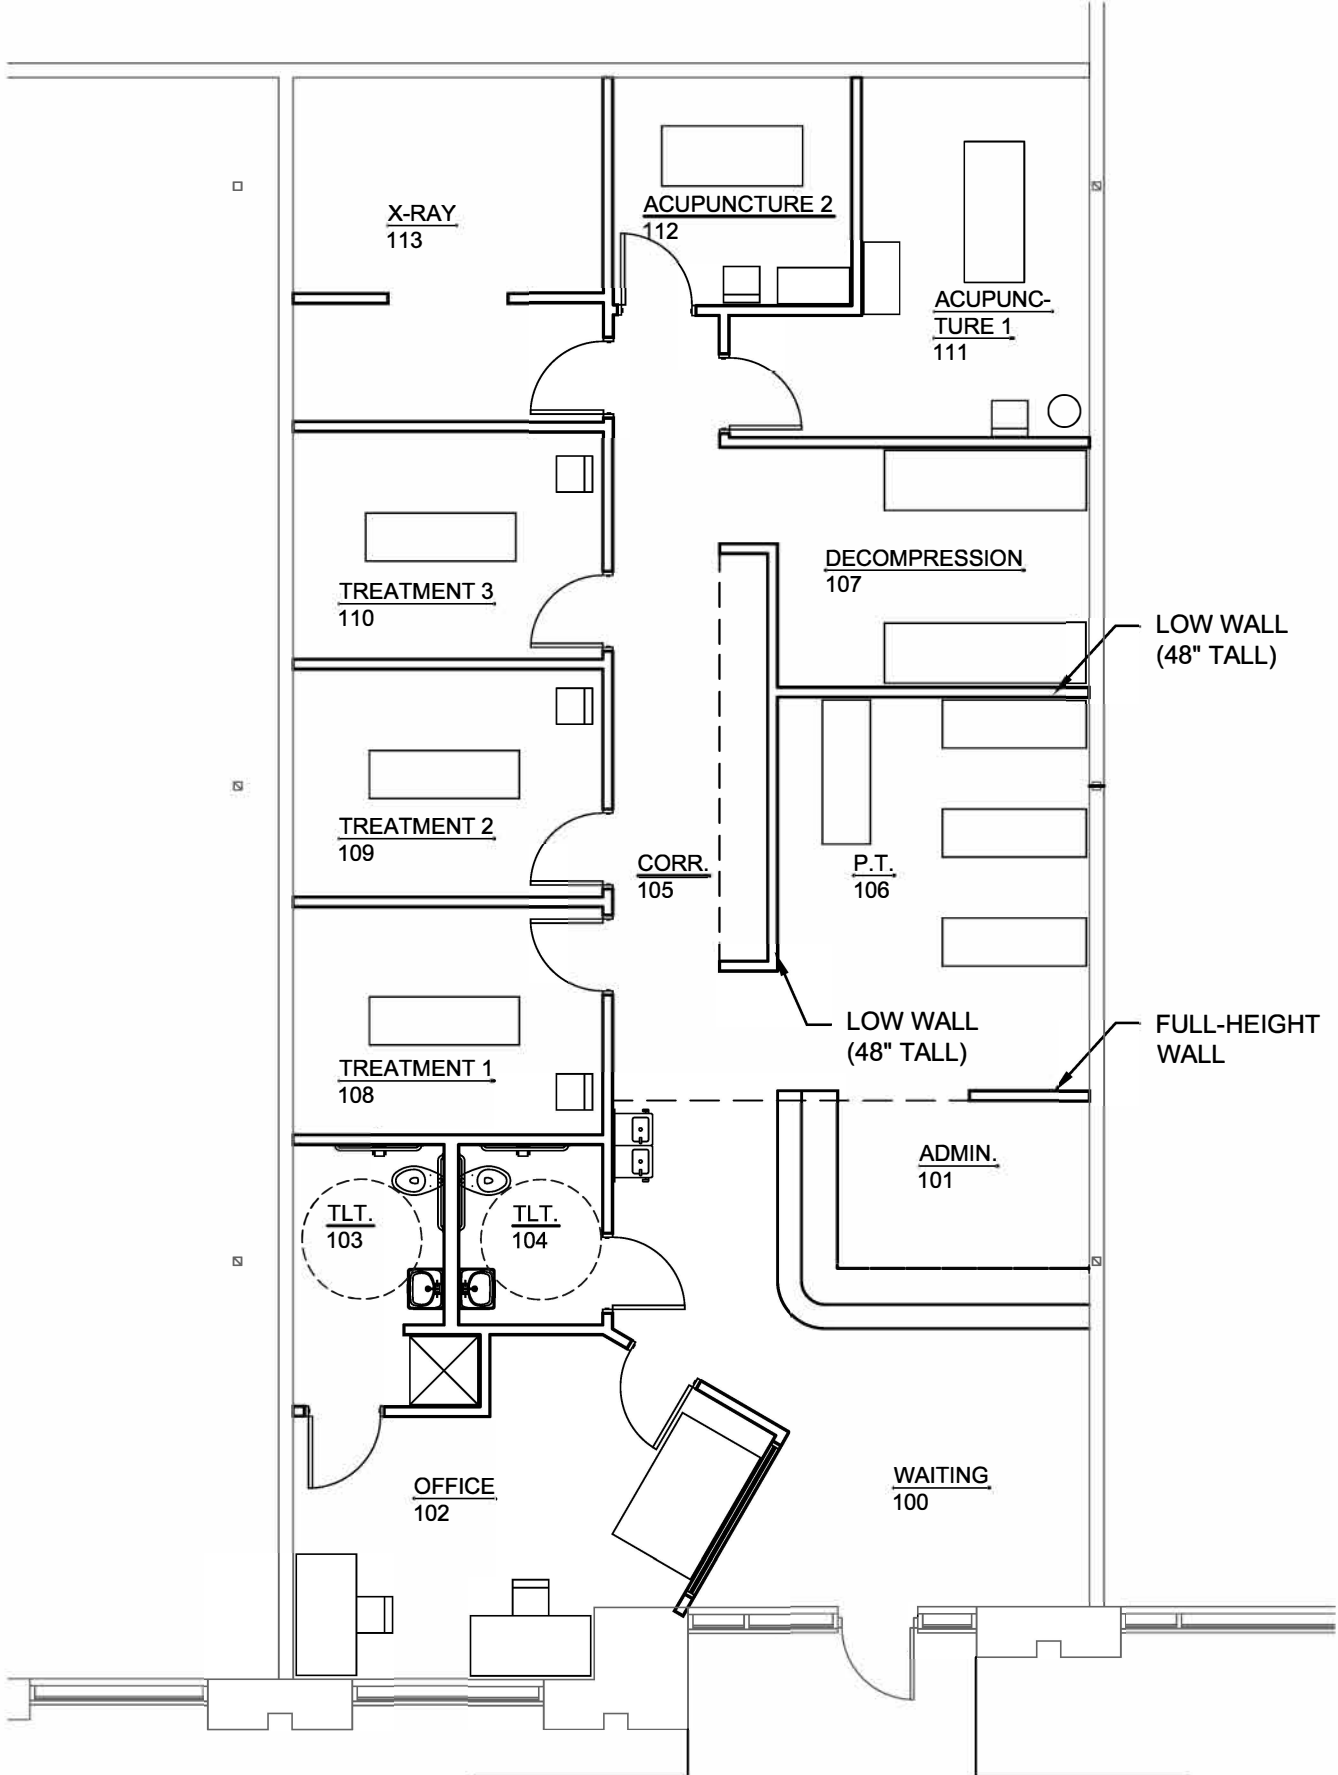 X-RAY
113
ACUPUNCTURE 2
112
ACUPUNC-
TURE 1
111
TREATMENT 3
110
DECOMPRESSION
107
LOW WALL
(48" TALL)
TREATMENT 2
109
CORR.
105
P.T.
106
LOW WALL
(48" TALL)
FULL-HEIGHT
WALL
TREATMENT 1
108
ADMIN.
101
TLT.
103
TLT.
104
OFFICE
102
WAITING
100